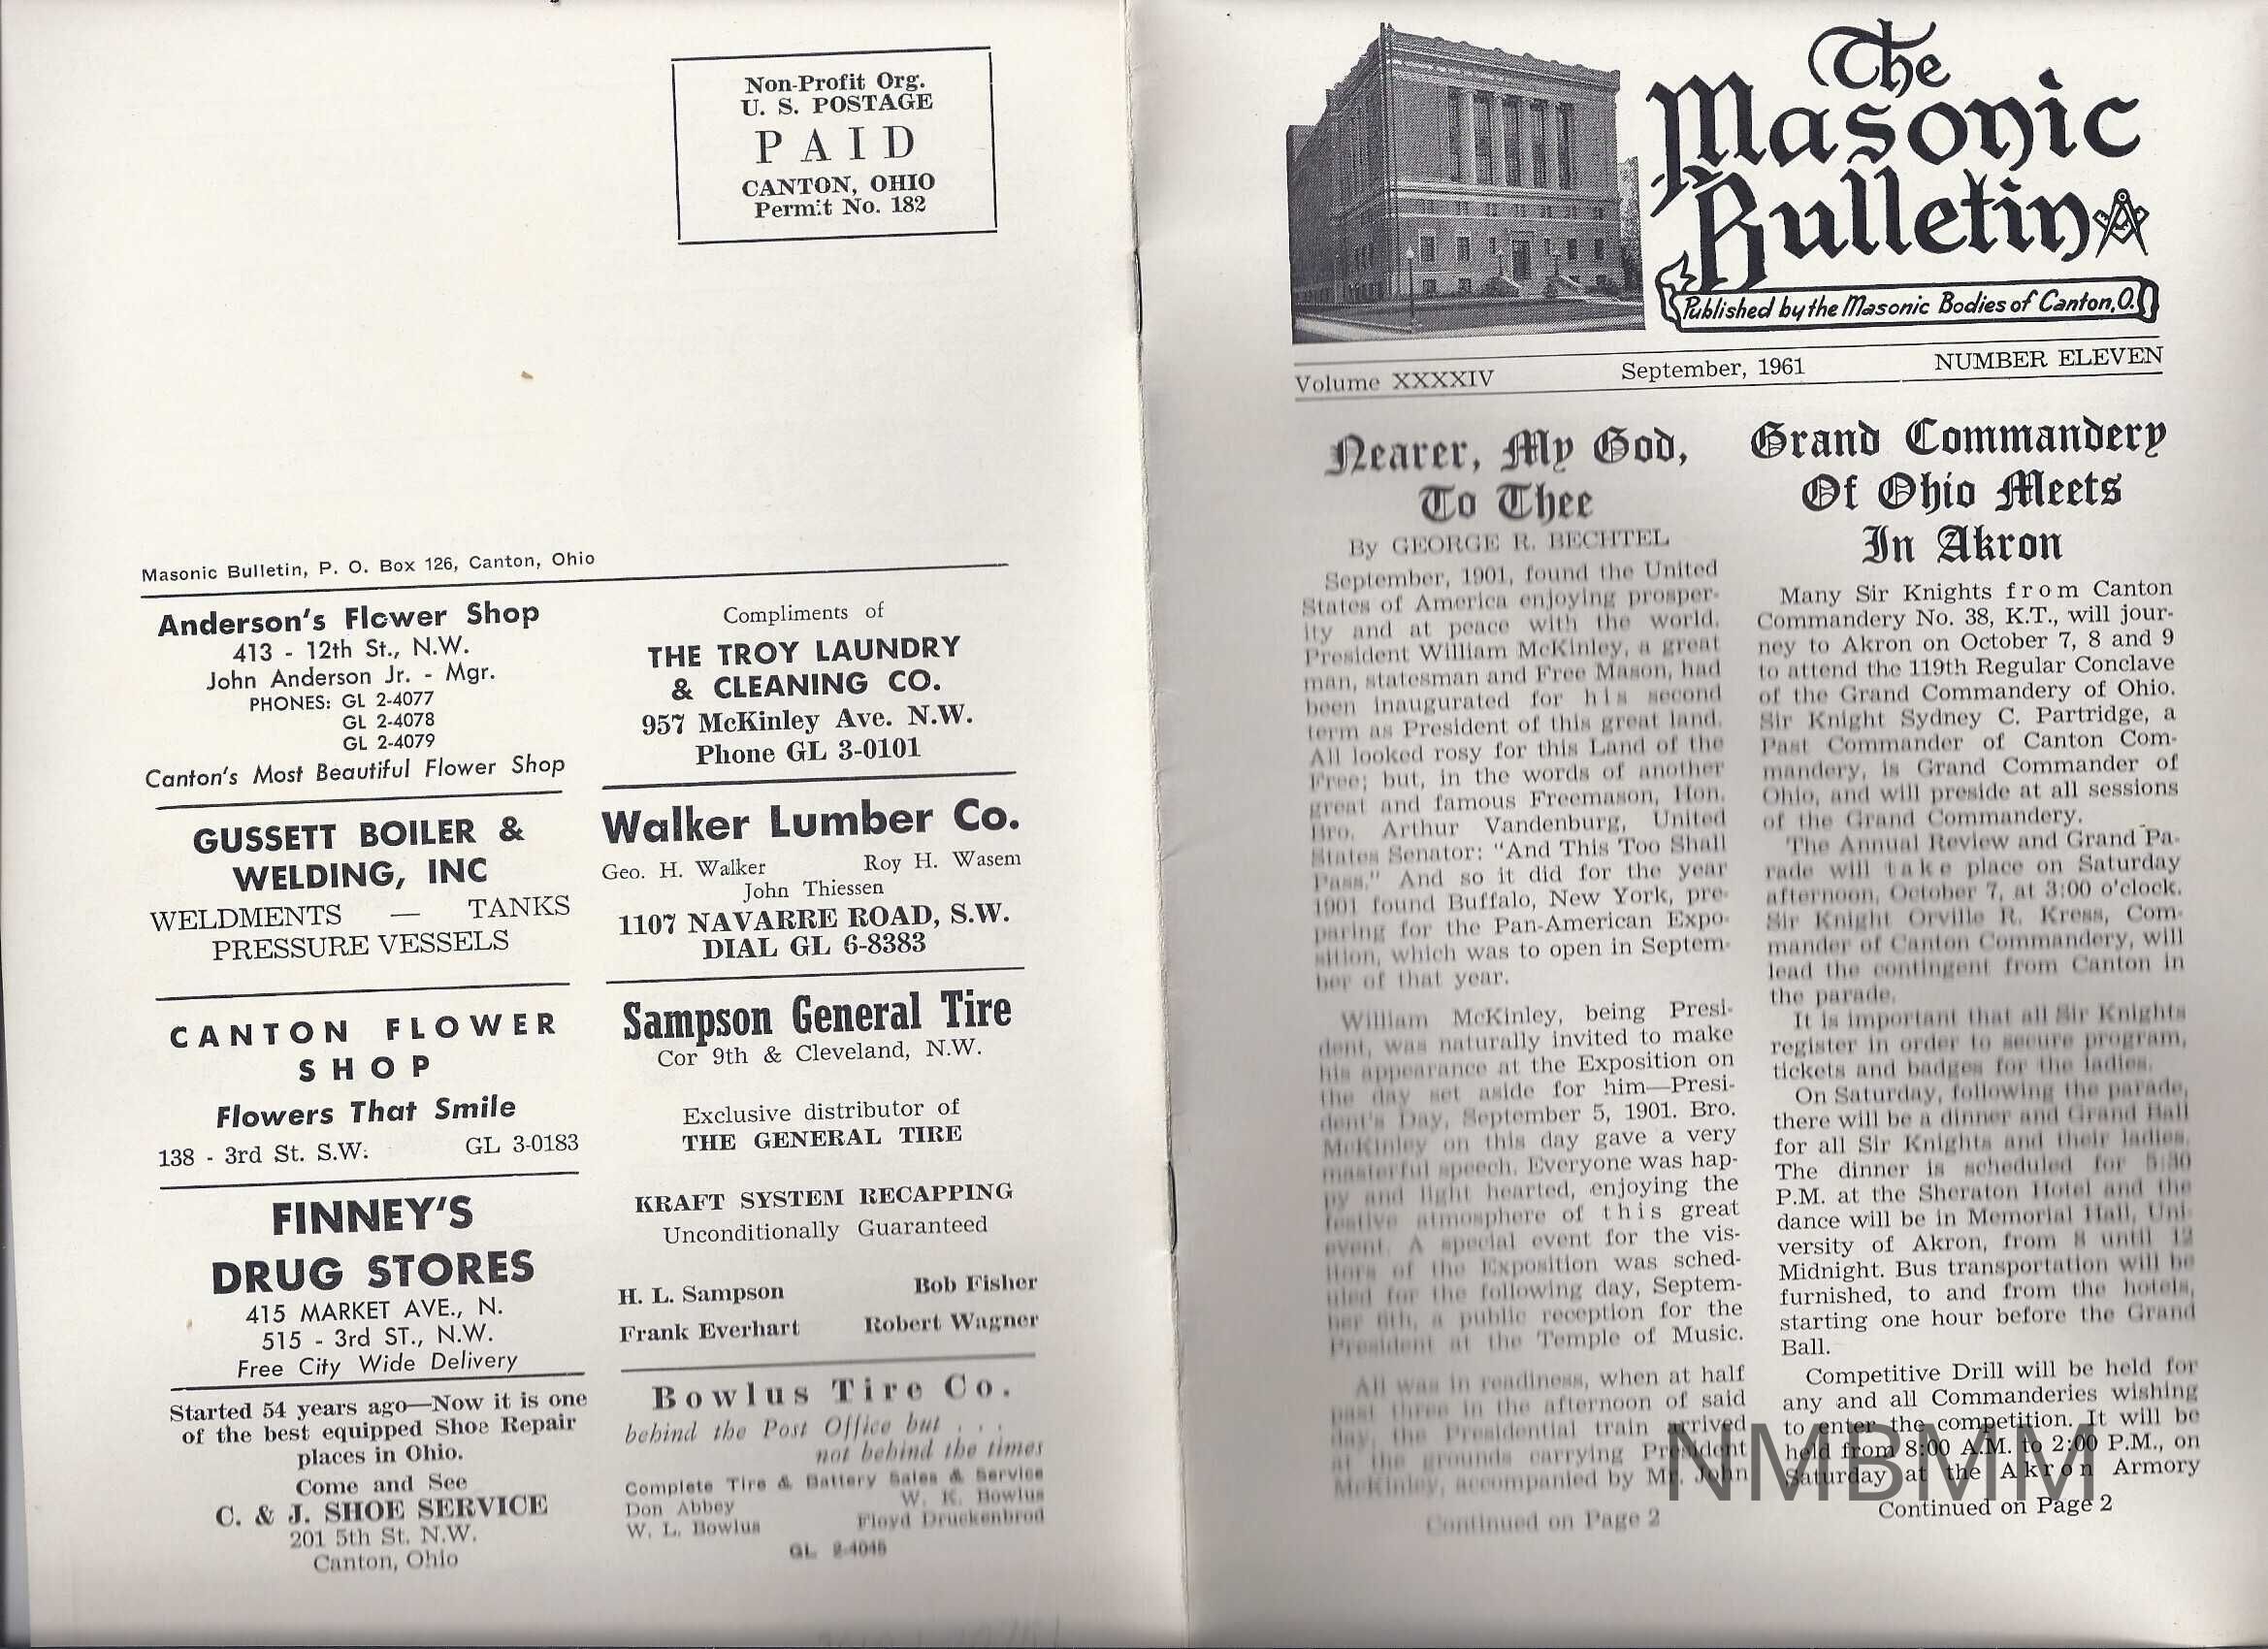 Non-Profit Org.
U. S. POSTAGE
PAID
CANTON, OHIO
Permit No. 182
Masonic Bulletin, P. O. Box 126, Canton, Ohio
Anderson's Flower Shop
413 - 12th St., N.W.
John Anderson Jr. - Mgr.
PHONES: GL 2-4077
GL 2-4078
GL 2-4079
Canton's Most Beautiful Flower Shop
GUSSETT BOILER &
WELDING, INC
WELDMENTS — TANKS
PRESSURE VESSELS
CANTON FLOWER
SHOP
Flowers That Smile
138 - 3rd St. S.W. GL 3-0183
FINNEY'S
DRUG STORES
415 MARKET AVE., N.
515 - 3rd ST., N.W.
Free City Wide Delivery
Started 54 years ago—Now it is one
of the best equipped Shoe Repair
places in Ohio.
Come and See
C. & J. SHOE SERVICE
201 5th St. N.W.
Canton, Ohio
Compliments of
THE TROY LAUNDRY
& CLEANING CO.
957 McKinley Ave. N.W.
Phone GL 3-0101
Walker Lumber Co.
Geo. H. Walker Roy H. Wasem
John Thiessen
1107 NAVARRE ROAD, S.W.
DIAL GL 6-8383
Sampson General Tire
Cor 9th & Cleveland, N.W.
Exclusive distributor of
THE GENERAL TIRE
KRAFT SYSTEM RECAPPING
Unconditionally Guaranteed
H. L. Sampson Bob Fisher
Frank Everhart Robert Wagner
Bowlus Tire Co.
behind the Post Office but . . .
not behind the times
Complete Tire & Battery Sales & Service
Don Abbey W. K. Bowlus
W. L. Bowlus Floyd Druckenbrod
GL 2-4045
The
Masonic
Bulletin
Published by the Masonic Bodies of Canton, O.
Volume XXXXIV September, 1961 NUMBER ELEVEN
Nearer, My God,
To Thee
By GEORGE R. BECHTEL
September, 1901, found the United
States of America enjoying prosper-
ity and at peace with the world.
President William McKinley, a great
man, statesman and Free Mason, had
been inaugurated for his second
term as President of this great land.
All looked rosy for this Land of the
Free; but, in the words of another
great and famous Freemason, Hon.
Bro. Arthur Vandenburg, United
States Senator: "And This Too Shall
Pass." And so it did for the year
1901 found Buffalo, New York, pre-
paring for the Pan-American Expo-
sition, which was to open in Septem-
ber of that year.
William McKinley, being Presi-
dent, was naturally invited to make
his appearance at the Exposition on
the day set aside for him—Presi-
dent's Day, September 5, 1901. Bro.
McKinley on this day gave a very
masterful speech. Everyone was hap-
py and light hearted, enjoying the
festive atmosphere of this great
event. A special event for the vis-
itors of the Exposition was sched-
uled for the following day, Septem-
ber 6th, a public reception for the
President at the Temple of Music.
All was in readiness, when at half
past three in the afternoon of said
day, the Presidential train arrived
at the grounds carrying President
McKinley, accompanied by Mr. John
Continued on Page 2
Grand Commandery
Of Ohio Meets
In Akron
Many Sir Knights from Canton
Commandery No. 38, K.T., will jour-
ney to Akron on October 7, 8 and 9
to attend the 119th Regular Conclave
of the Grand Commandery of Ohio.
Sir Knight Sydney C. Partridge, a
Past Commander of Canton Com-
mandery, is Grand Commander of
Ohio, and will preside at all sessions
of the Grand Commandery.
The Annual Review and Grand Pa-
rade will take place on Saturday
afternoon, October 7, at 3:00 o'clock.
Sir Knight Orville R. Kress, Com-
mander of Canton Commandery, will
lead the contingent from Canton in
the parade.
It is important that all Sir Knights
register in order to secure program,
tickets and badges for the ladies.
On Saturday, following the parade,
there will be a dinner and Grand Ball
for all Sir Knights and their ladies.
The dinner is scheduled for 5:30
P.M. at the Sheraton Hotel and the
dance will be in Memorial Hall, Uni-
versity of Akron, from 8 until 12
Midnight. Bus transportation will be
furnished, to and from the hotels,
starting one hour before the Grand
Ball.
Competitive Drill will be held for
any and all Commanderies wishing
to enter the competition. It will be
held from 8:00 A.M. to 2:00 P.M., on
Saturday at the Akron Armory
Continued on Page 2
NMBMM